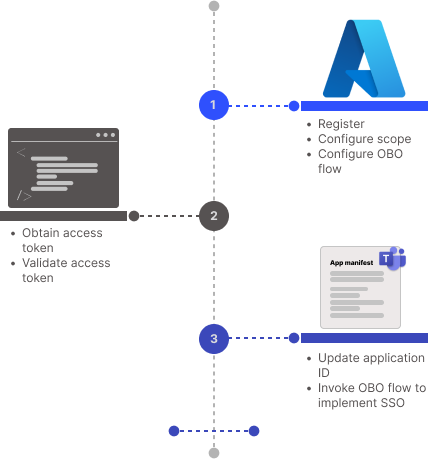 1
Register
Configure scope
Configure OBO
flow
<
/>
2
Obtain access
token
Validate access
token
App manifest
T
3
Update application
ID
Invoke OBO flow to
implement SSO